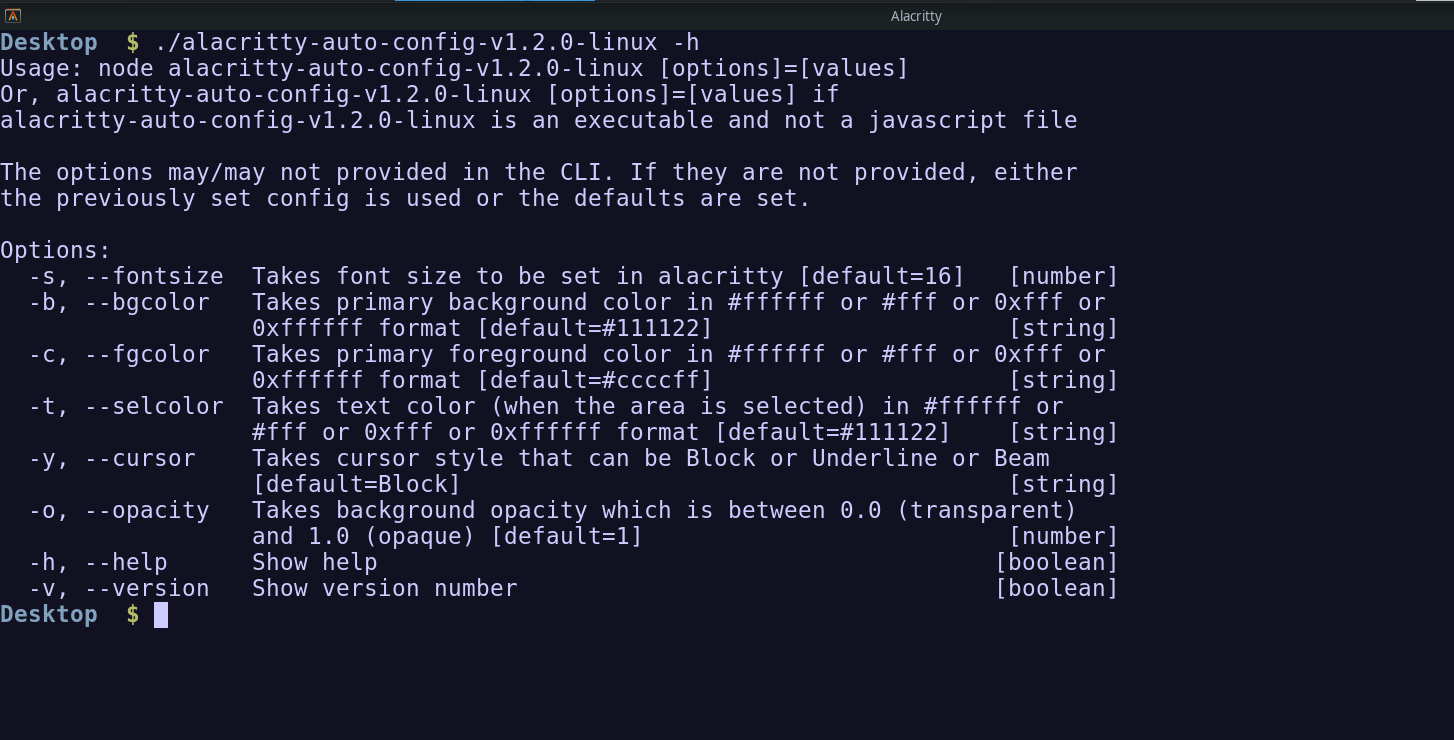 Alacritty
Desktop  $ ./alacritty-auto-config-v1.2.0-linux -h
Usage: node alacritty-auto-config-v1.2.0-linux [options]=[values]
Or, alacritty-auto-config-v1.2.0-linux [options]=[values] if
alacritty-auto-config-v1.2.0-linux is an executable and not a javascript file

The options may/may not provided in the CLI. If they are not provided, either
the previously set config is used or the defaults are set.

Options:
  -s, --fontsize  Takes font size to be set in alacritty [default=16]   [number]
  -b, --bgcolor   Takes primary background color in #ffffff or #fff or 0xfff or
                  0xffffff format [default=#111122]                     [string]
  -c, --fgcolor   Takes primary foreground color in #ffffff or #fff or 0xfff or
                  0xffffff format [default=#ccccff]                     [string]
  -t, --selcolor  Takes text color (when the area is selected) in #ffffff or
                  #fff or 0xfff or 0xffffff format [default=#111122]    [string]
  -y, --cursor    Takes cursor style that can be Block or Underline or Beam
                  [default=Block]                                       [string]
  -o, --opacity   Takes background opacity which is between 0.0 (transparent)
                  and 1.0 (opaque) [default=1]                          [number]
  -h, --help      Show help                                            [boolean]
  -v, --version   Show version number                                  [boolean]
Desktop  $